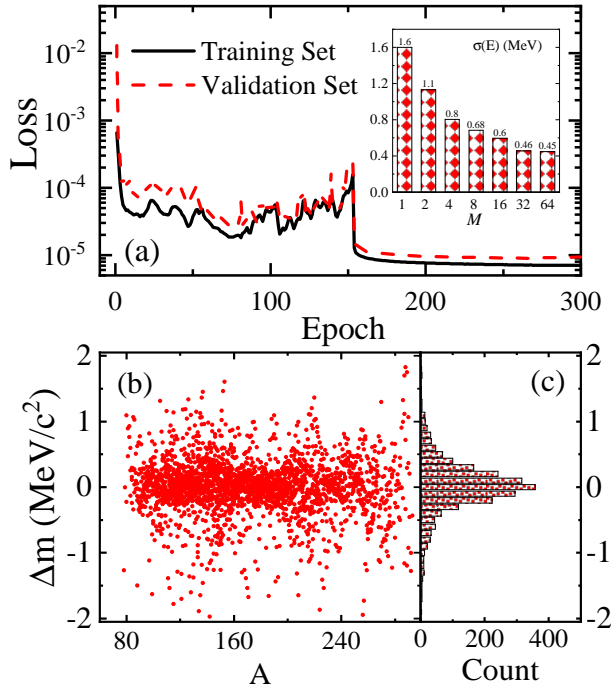 10⁻²
10⁻³
10⁻⁴
10⁻⁵
Loss
Training Set
Validation Set
(a)
0
100
200
300
Epoch
σ(E) (MeV)
1.6
1.2
0.8
0.4
0.0
1.6
1.1
0.8
0.68
0.6
0.46
0.45
1 2 4 8 16 32 64
M
2
1
0
-1
-2
Δm (MeV/c²)
(b)
80 160 240
A
(c)
2
1
0
-1
-2
0 200 400
Count